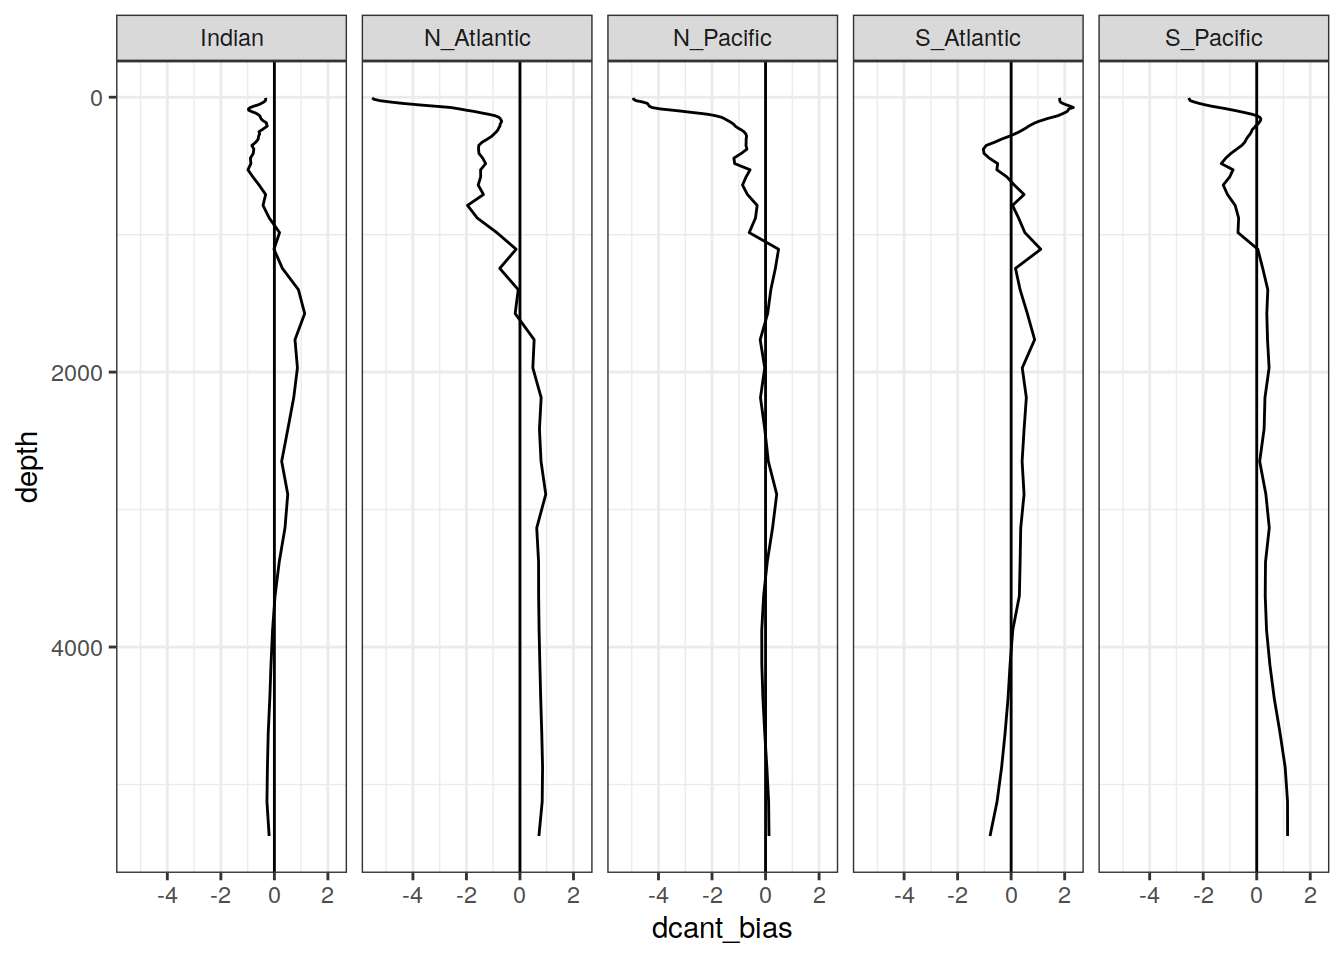 Indian N_Atlantic N_Pacific S_Atlantic S_Pacific
0
2000
4000
depth
-4 -2 0 2 -4 -2 0 2 -4 -2 0 2 -4 -2 0 2 -4 -2 0 2
dcant_bias